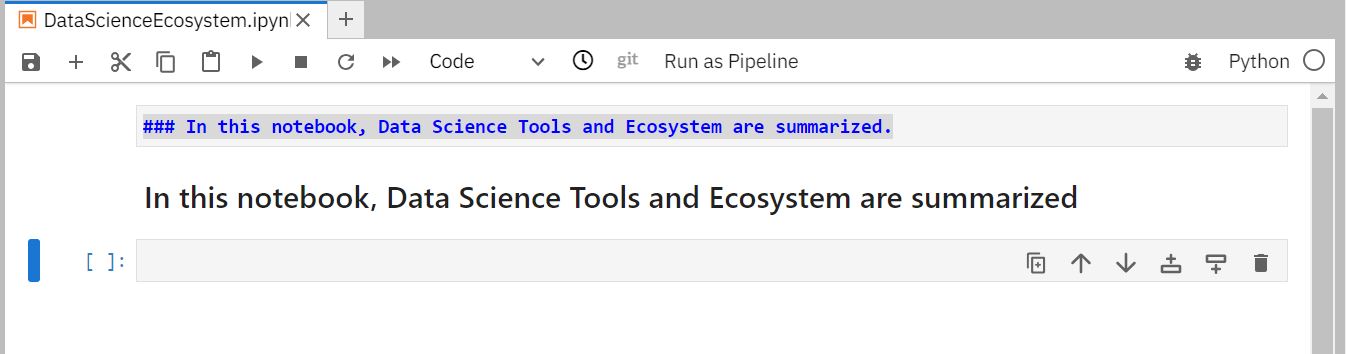 DataScienceEcosystem.ipyn
Code git Run as Pipeline Python
### In this notebook, Data Science Tools and Ecosystem are summarized.
In this notebook, Data Science Tools and Ecosystem are summarized
[ ]: